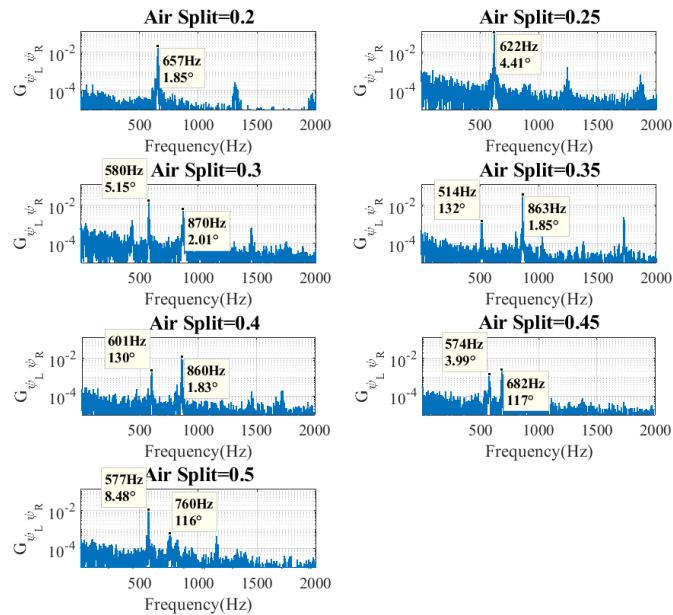 Air Split=0.2
G ψL ψR
10-2
10-4
657Hz
1.85°
500 1000 1500 2000
Frequency(Hz)
Air Split=0.25
G ψL ψR
10-2
10-4
622Hz
4.41°
500 1000 1500 2000
Frequency(Hz)
Air Split=0.3
G ψL ψR
10-2
10-4
580Hz
5.15°
870Hz
2.01°
500 1000 1500 2000
Frequency(Hz)
Air Split=0.35
G ψL ψR
10-2
10-4
514Hz
132°
863Hz
1.85°
500 1000 1500 2000
Frequency(Hz)
Air Split=0.4
G ψL ψR
10-2
10-4
601Hz
130°
860Hz
1.83°
500 1000 1500 2000
Frequency(Hz)
Air Split=0.45
G ψL ψR
10-2
10-4
574Hz
3.99°
682Hz
117°
500 1000 1500 2000
Frequency(Hz)
Air Split=0.5
G ψL ψR
10-2
10-4
577Hz
8.48°
760Hz
116°
500 1000 1500 2000
Frequency(Hz)